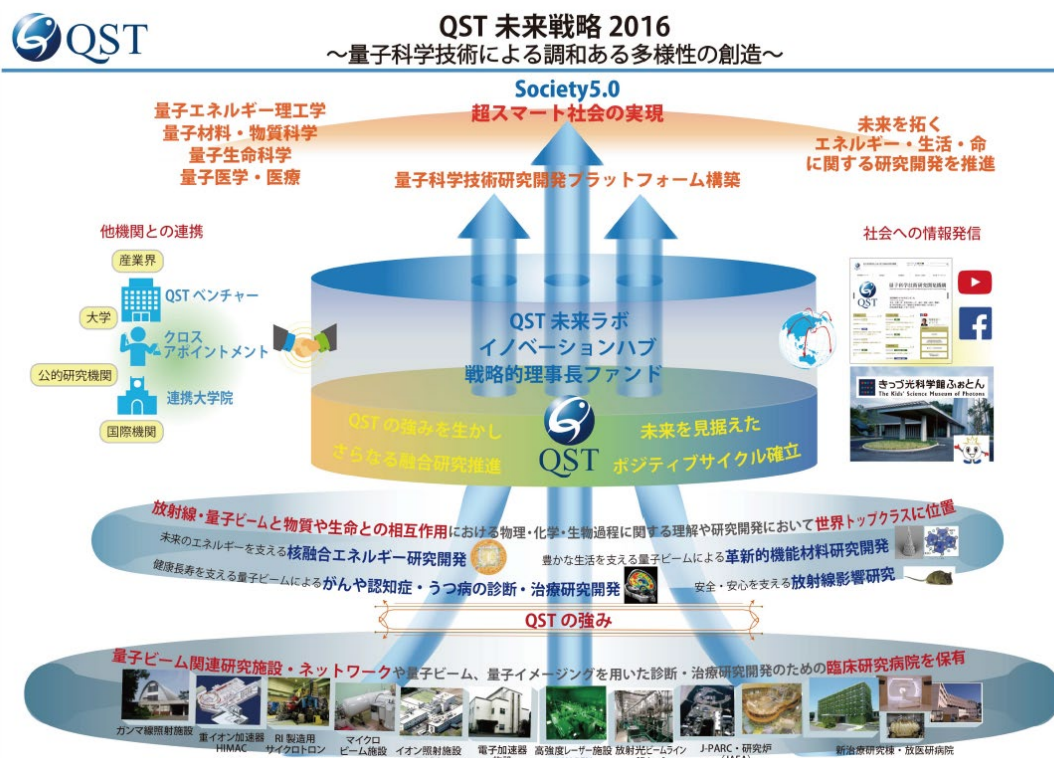 QST
QST 未来戦略 2016
～量子科学技術による調和ある多様性の創造～
Society5.0
超スマート社会の実現
量子エネルギー理工学
量子材料・物質科学
量子生命科学
量子医学・医療
未来を拓く
エネルギー・生活・命
に関する研究開発を推進
量子科学技術研究開発プラットフォーム構築
他機関との連携
産業界
QST ベンチャー
大学
クロス
アポイントメント
公的研究機関
連携大学院
国際機関
社会への情報発信
QST
きっづ光科学館ふぉとん
The Kids' Science Museum of Photons
QST 未来ラボ
イノベーションハブ
戦略的理事長ファンド
QST の強みを生かし
さらなる融合研究推進
QST
未来を見据えた
ポジティブサイクル確立
放射線・量子ビームと物質や生命との相互作用における物理・化学・生物過程に関する理解や研究開発において世界トップクラスに位置
未来のエネルギーを支える核融合エネルギー研究開発
豊かな生活を支える量子ビームによる革新的機能材料研究開発
健康長寿を支える量子ビームによるがんや認知症・うつ病の診断・治療研究開発
安全・安心を支える放射線影響研究
QST の強み
量子ビーム関連研究施設・ネットワークや量子ビーム、量子イメージングを用いた診断・治療研究開発のための臨床研究病院を保有
ガンマ線照射施設
重イオン加速器
HIMAC
RI 製造用
サイクロトロン
マイクロ
ビーム施設
イオン照射施設
電子加速器
高強度レーザー施設
放射光ビームライン
J-PARC・研究炉
新治療研究棟・放医研病院